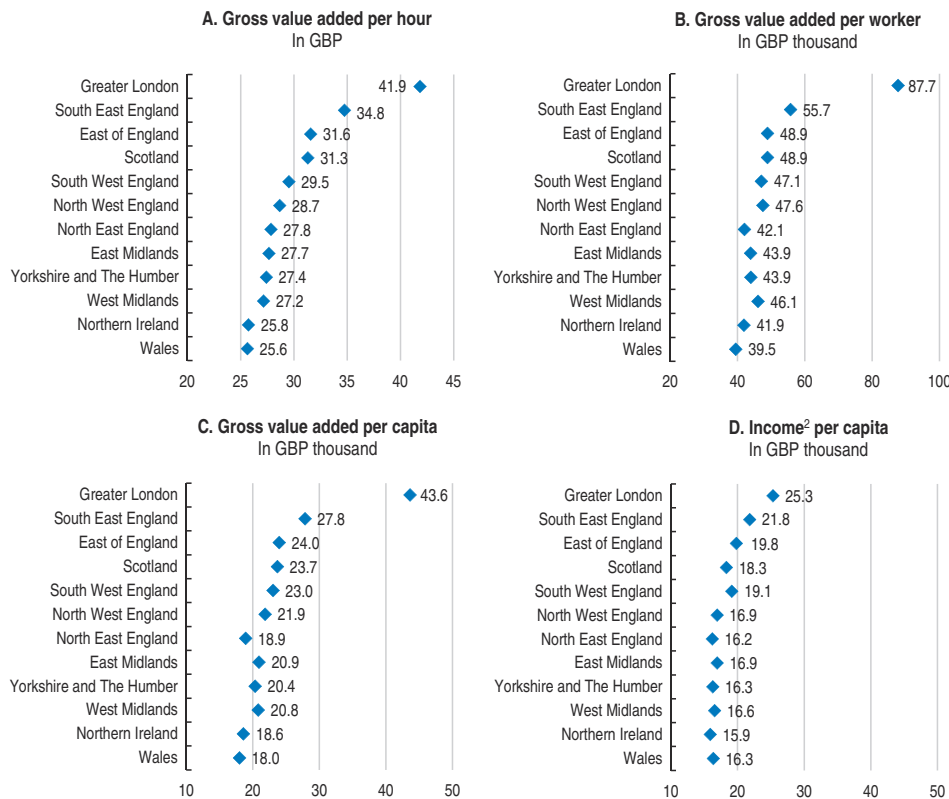 A. Gross value added per hour
In GBP
Greater London 41.9
South East England 34.8
East of England 31.6
Scotland 31.3
South West England 29.5
North West England 28.7
North East England 27.8
East Midlands 27.7
Yorkshire and The Humber 27.4
West Midlands 27.2
Northern Ireland 25.8
Wales 25.6
20 25 30 35 40 45
B. Gross value added per worker
In GBP thousand
Greater London 87.7
South East England 55.7
East of England 48.9
Scotland 48.9
South West England 47.1
North West England 47.6
North East England 42.1
East Midlands 43.9
Yorkshire and The Humber 43.9
West Midlands 46.1
Northern Ireland 41.9
Wales 39.5
20 40 60 80 100
C. Gross value added per capita
In GBP thousand
Greater London 43.6
South East England 27.8
East of England 24.0
Scotland 23.7
South West England 23.0
North West England 21.9
North East England 18.9
East Midlands 20.9
Yorkshire and The Humber 20.4
West Midlands 20.8
Northern Ireland 18.6
Wales 18.0
10 20 30 40 50
D. Income² per capita
In GBP thousand
Greater London 25.3
South East England 21.8
East of England 19.8
Scotland 18.3
South West England 19.1
North West England 16.9
North East England 16.2
East Midlands 16.9
Yorkshire and The Humber 16.3
West Midlands 16.6
Northern Ireland 15.9
Wales 16.3
10 20 30 40 50